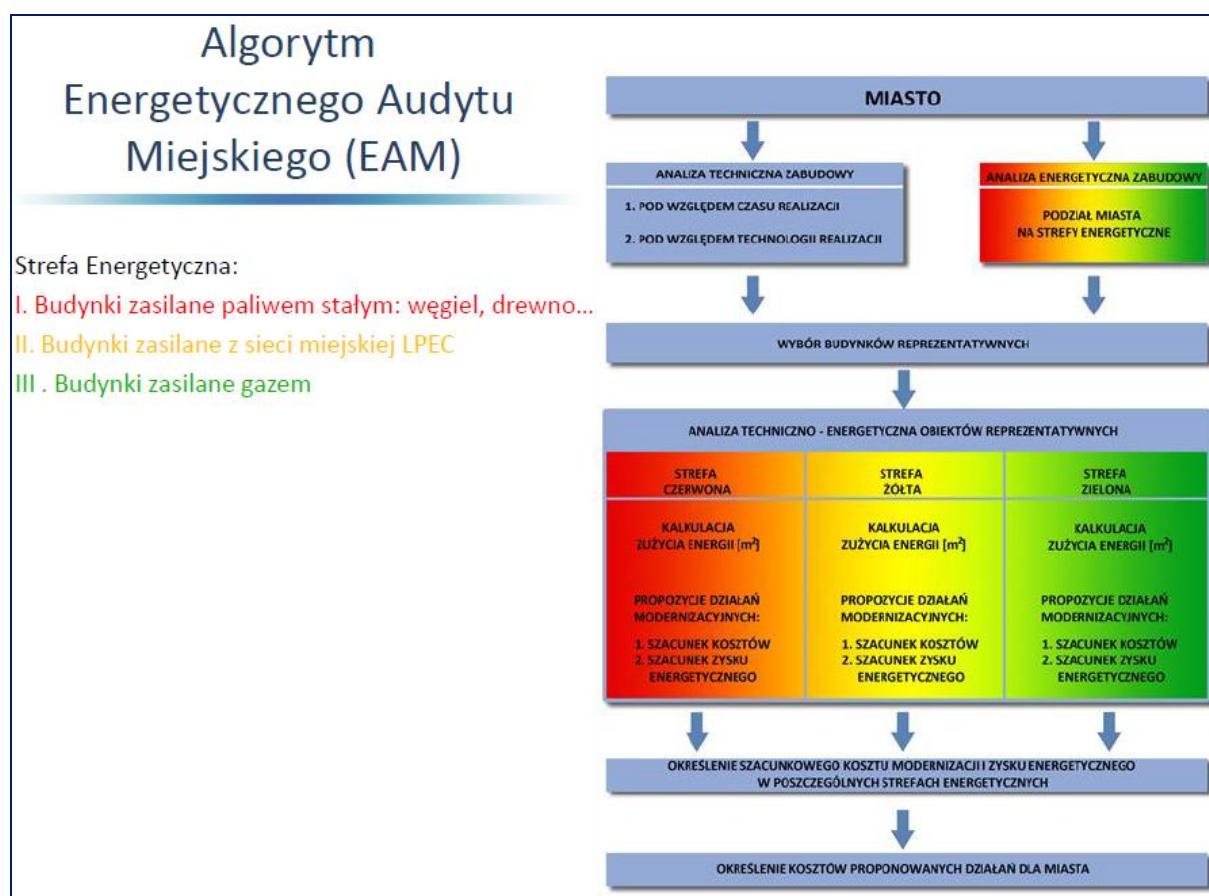 Algorytm
Energetycznego Audytu
Miejskiego (EAM)
Strefa Energetyczna:
I. Budynki zasilane paliwem stałym: węgiel, drewno...
II. Budynki zasilane z sieci miejskiej LPEC
III . Budynki zasilane gazem
MIASTO
ANALIZA TECHNICZNA ZABUDOWY
1. POD WZGLĘDEM CZASU REALIZACJI
2. POD WZGLĘDEM TECHNOLOGII REALIZACJI
ANALIZA ENERGETYCZNA ZABUDOWY
PODZIAŁ MIASTA
NA STREFY ENERGETYCZNE
WYBÓR BUDYNKÓW REPREZENTATYWNYCH
ANALIZA TECHNICZNO - ENERGETYCZNA OBIEKTÓW REPREZENTATYWNYCH
STREFA
CZERWONA
KALKULACJA
ZUŻYCIA ENERGII [m²]
PROPOZYCJE DZIAŁAŃ
MODERNIZACYJNYCH:
1. SZACUNEK KOSZTÓW
2. SZACUNEK ZYSKU
ENERGETYCZNEGO
STREFA
ŻÓŁTA
KALKULACJA
ZUŻYCIA ENERGII [m²]
PROPOZYCJE DZIAŁAŃ
MODERNIZACYJNYCH:
1. SZACUNEK KOSZTÓW
2. SZACUNEK ZYSKU
ENERGETYCZNEGO
STREFA
ZIELONA
KALKULACJA
ZUŻYCIA ENERGII [m²]
PROPOZYCJE DZIAŁAŃ
MODERNIZACYJNYCH:
1. SZACUNEK KOSZTÓW
2. SZACUNEK ZYSKU
ENERGETYCZNEGO
OKREŚLENIE SZACUNKOWEGO KOSZTU MODERNIZACJI I ZYSKU ENERGETYCZNEGO
W POSZCZEGÓLNYCH STREFACH ENERGETYCZNYCH
OKREŚLENIE KOSZTÓW PROPONOWANYCH DZIAŁAŃ DLA MIASTA